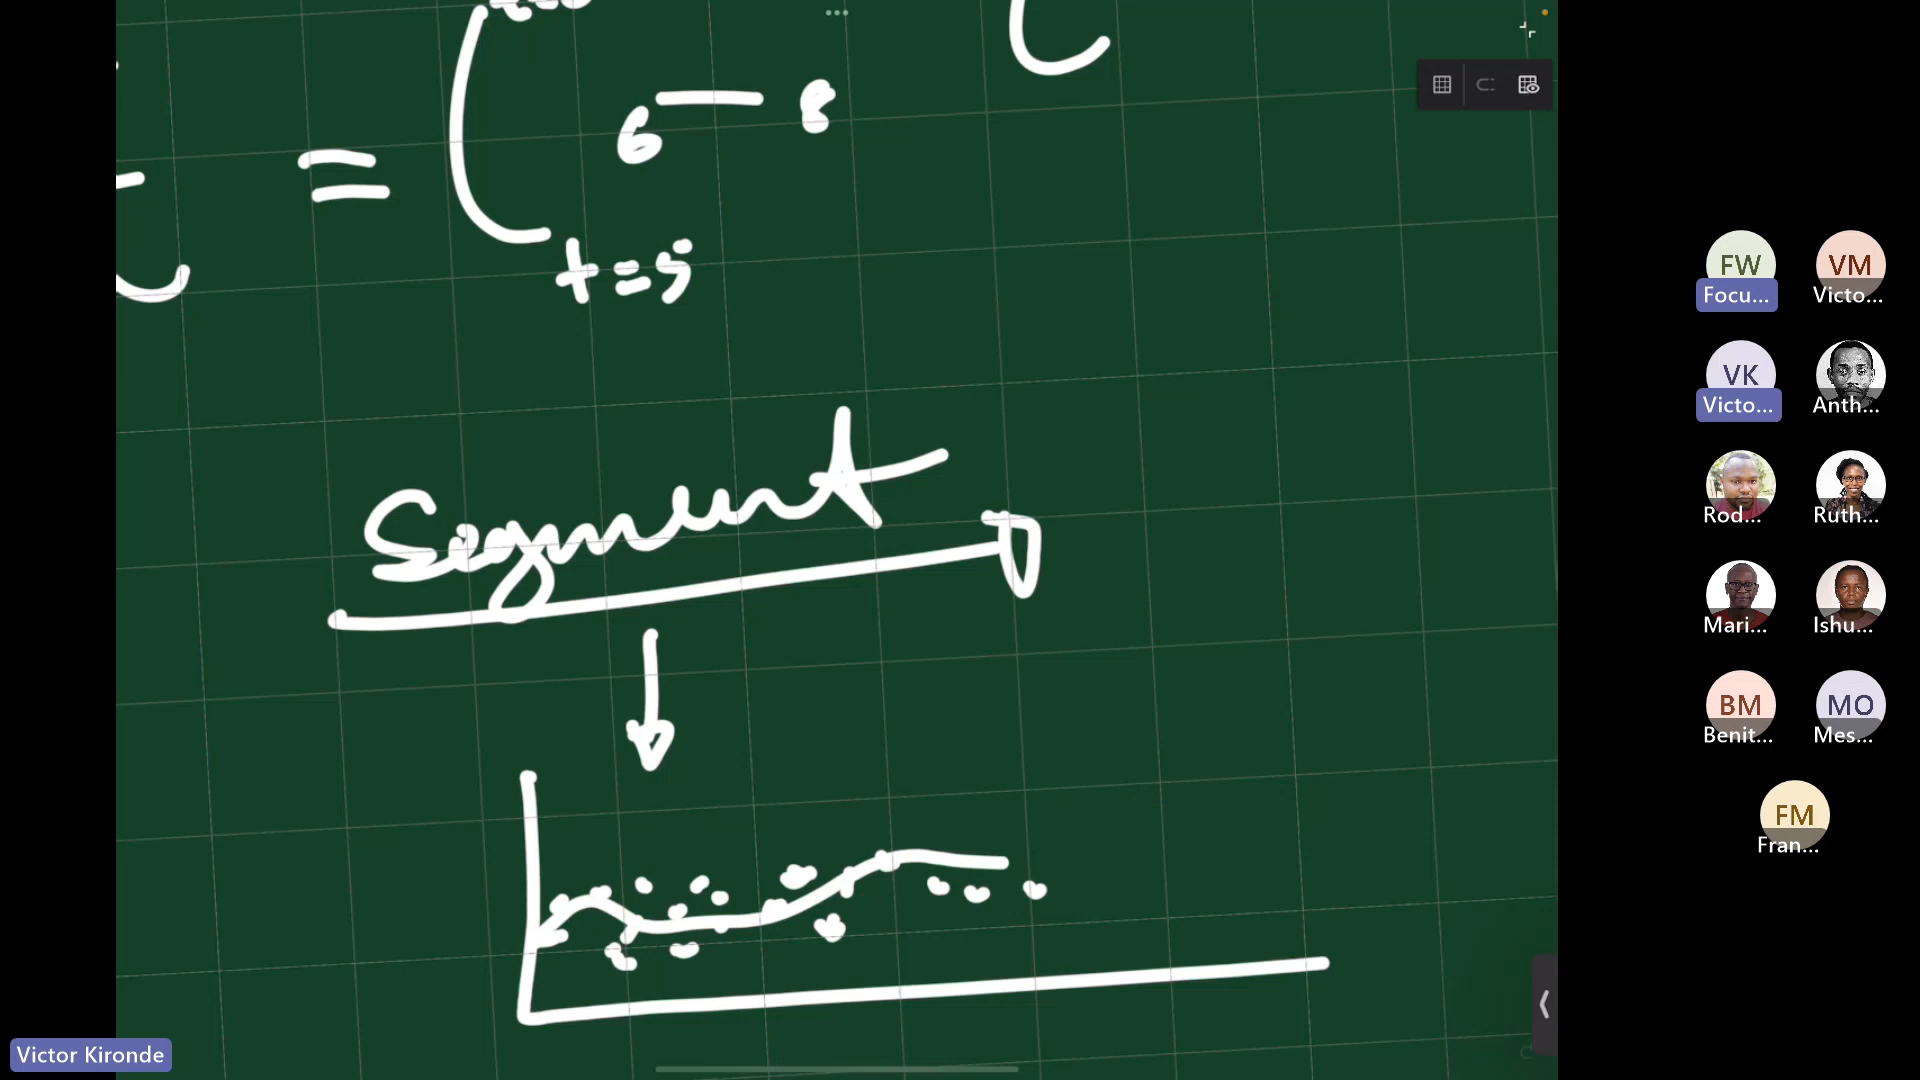 6 — 8
=
t=5
Segment
FW
Focu...
VM
Victo...
VK
Victo...
Anth...
Rod...
Ruth...
Mari...
Ishu...
BM
Benit...
MO
Mes...
FM
Fran...
Victor Kironde